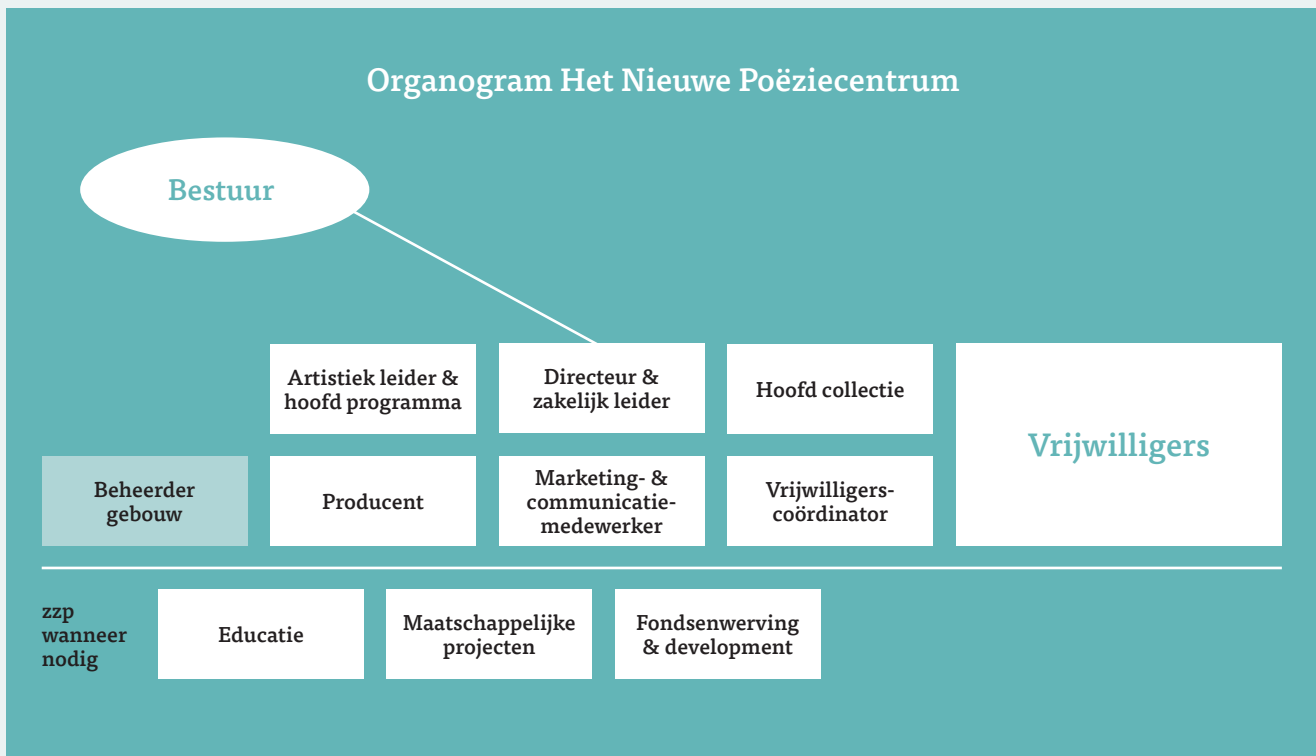 Organogram Het Nieuwe Poëziecentrum
Bestuur
Artistiek leider &
hoofd programma
Directeur &
zakelijk leider
Hoofd collectie
Vrijwilligers
Beheerder
gebouw
Producent
Marketing- &
communicatie-
medewerker
Vrijwilligers-
coördinator
zzp
wanneer
nodig
Educatie
Maatschappelijke
projecten
Fondsenwerving
& development